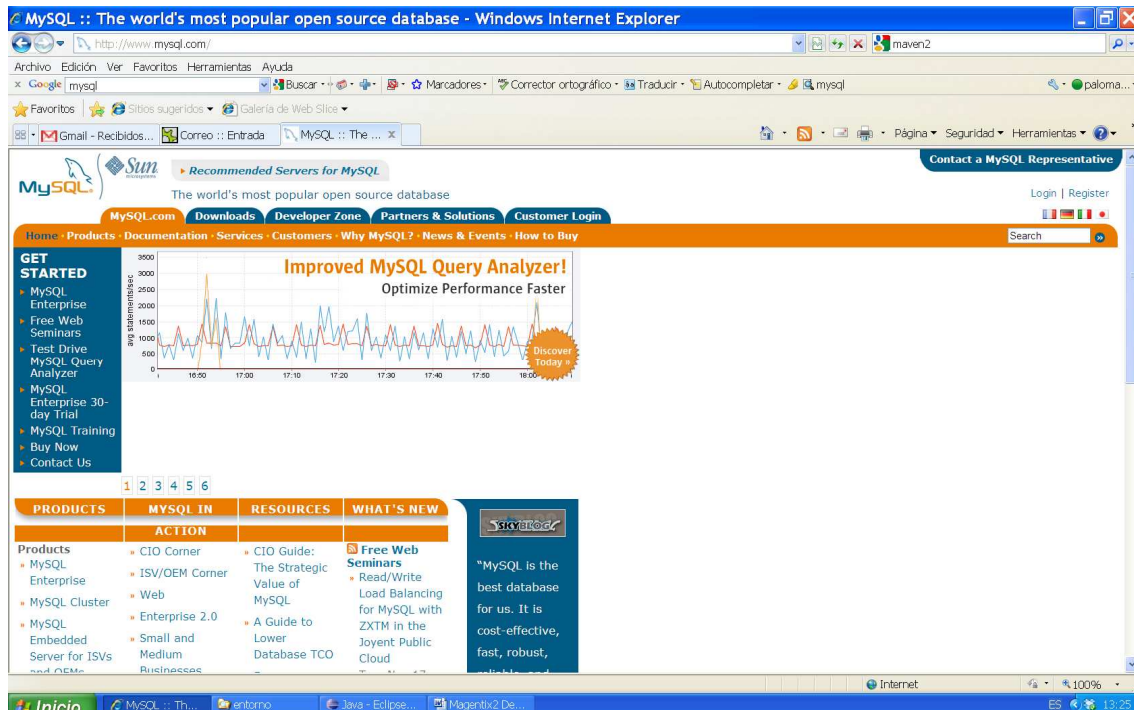 MySQL :: The world's most popular open source database - Windows Internet Explorer
http://www.mysql.com/
maven2
Archivo Edición Ver Favoritos Herramientas Ayuda
x Google mysql Buscar Marcadores Corrector ortográfico Traducir Autocompletar mysql paloma...
Favoritos Sitios sugeridos Galería de Web Slice
Gmail - Recibidos... Correo :: Entrada MySQL :: The ... x Página Seguridad Herramientas
MySQL Sun microsystems Recommended Servers for MySQL
Contact a MySQL Representative
The world's most popular open source database
Login | Register
MySQL.com Downloads Developer Zone Partners & Solutions Customer Login
Home · Products · Documentation · Services · Customers · Why MySQL? · News & Events · How to Buy
Search
GET
STARTED
MySQL
Enterprise
Free Web
Seminars
Test Drive
MySQL Query
Analyzer
MySQL
Enterprise 30-
day Trial
MySQL Training
Buy Now
Contact Us
Improved MySQL Query Analyzer!
Optimize Performance Faster
avg statements/sec
3500
3000
2500
2000
1500
1000
500
0
16:50 17:00 17:10 17:20 17:30 17:40 17:50 18:00
Discover
Today »
1 2 3 4 5 6
PRODUCTS
Products
» MySQL
Enterprise
» MySQL Cluster
» MySQL
Embedded
Server for ISVs
and OEMs
MYSQL IN
ACTION
» CIO Corner
» ISV/OEM Corner
» Web
» Enterprise 2.0
» Small and
Medium
Businesses
RESOURCES
» CIO Guide:
The Strategic
Value of
MySQL
» A Guide to
Lower
Database TCO
WHAT'S NEW
Free Web
Seminars
» Read/Write
Load Balancing
for MySQL with
ZXTM in the
Joyent Public
Cloud
SKYBLOG
"MySQL is the
best database
for us. It is
cost-effective,
fast, robust,
reliable, and
Internet
100%
Inicio MySQL :: Th... entorno Java - Eclipse... Magentix2 De... ES 13:25